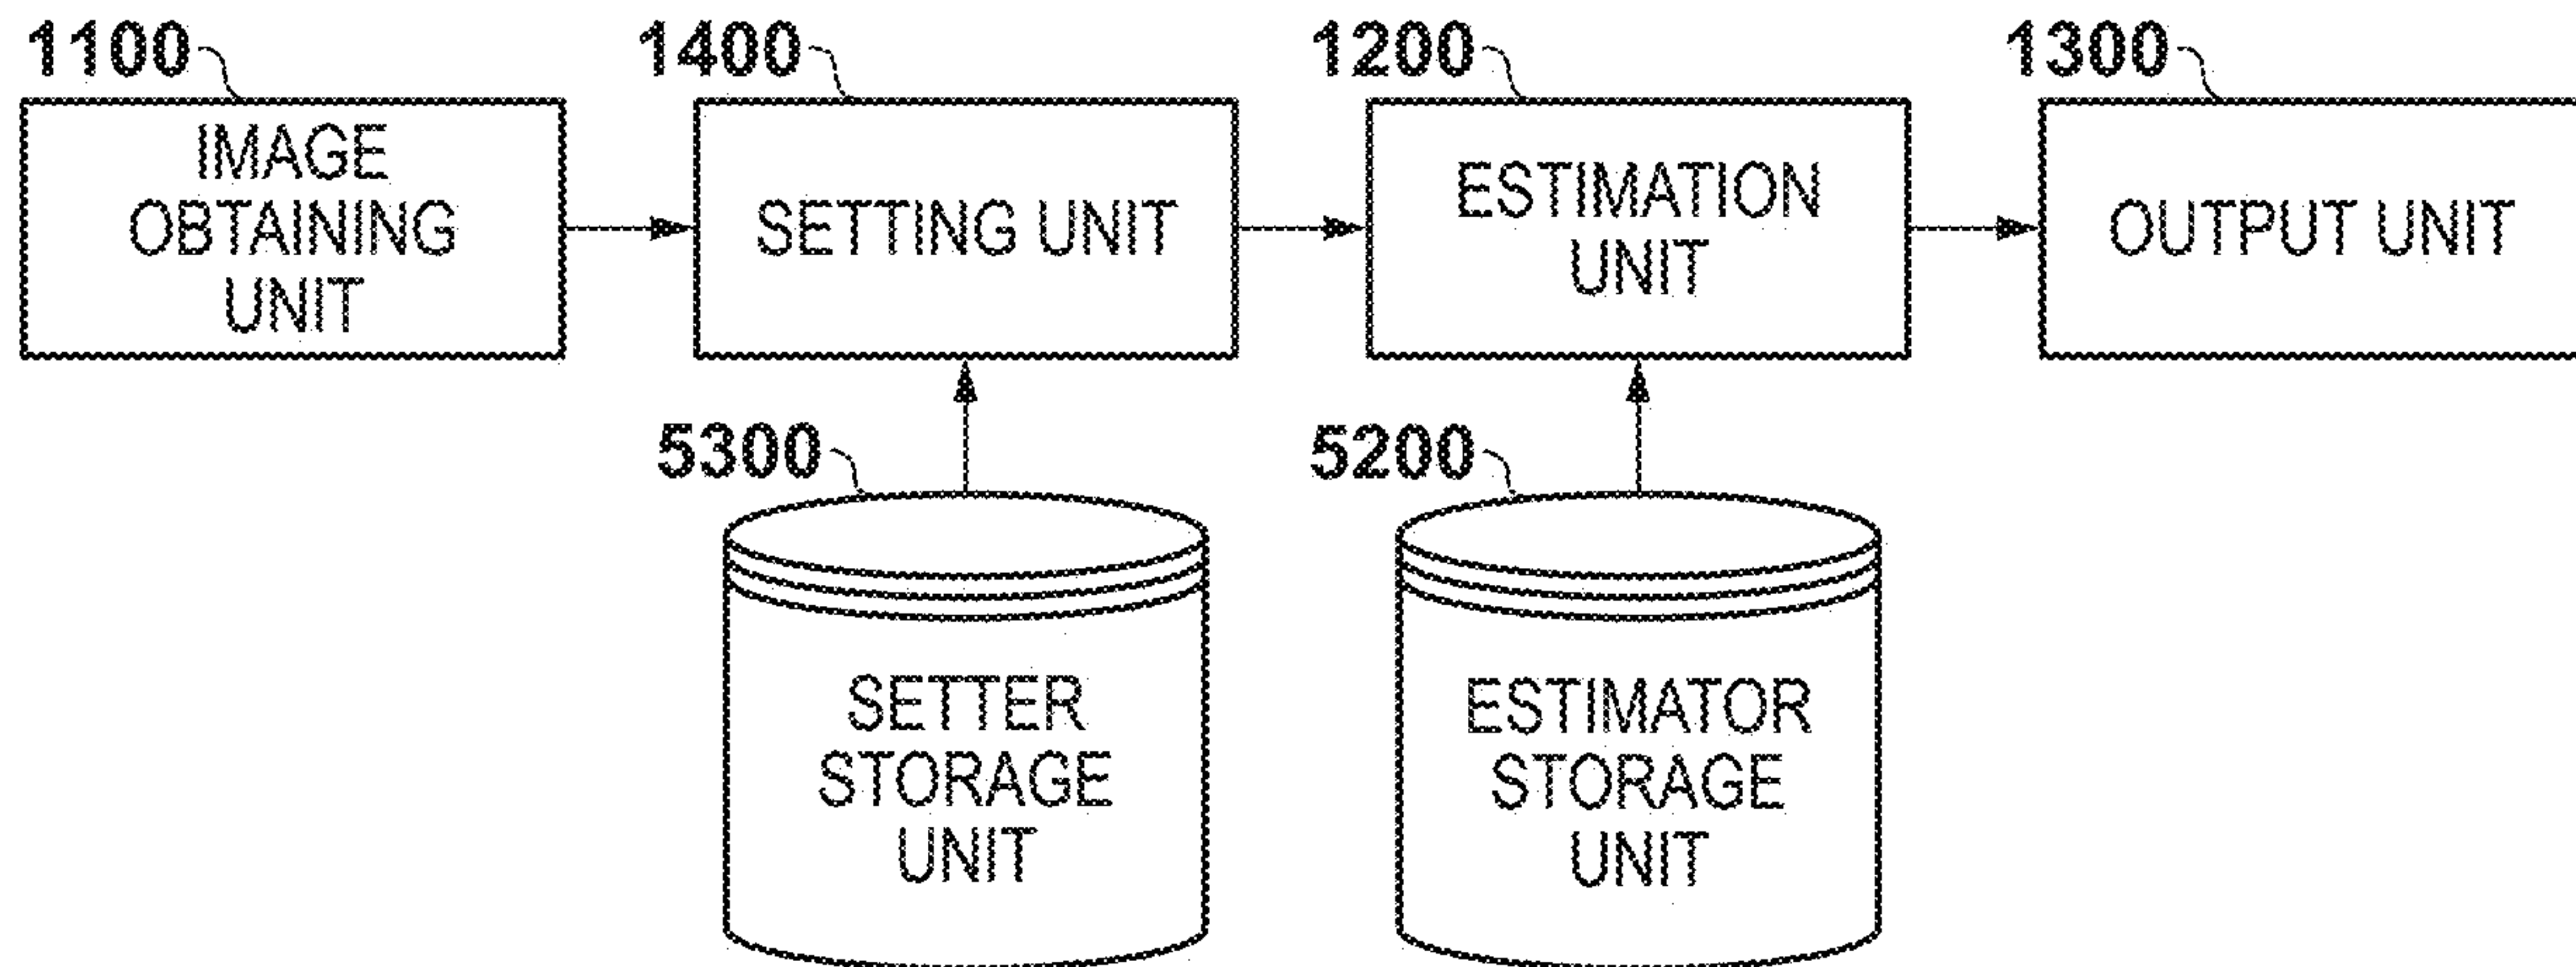 1100
IMAGE
OBTAINING
UNIT
1400
SETTING UNIT
1200
ESTIMATION
UNIT
1300
OUTPUT UNIT
5300
SETTER
STORAGE
UNIT
5200
ESTIMATOR
STORAGE
UNIT